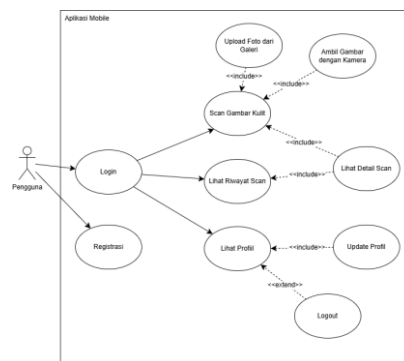 Aplikasi Mobile
Upload Foto dari
Galeri
Ambil Gambar
dengan Kamera
<<include>>
<<include>>
Scan Gambar Kulit
<<include>>
Login
Lihat Riwayat Scan
<<include>>
Lihat Detail Scan
Pengguna
Registrasi
Lihat Profil
<<include>>
Update Profil
<<extend>>
Logout